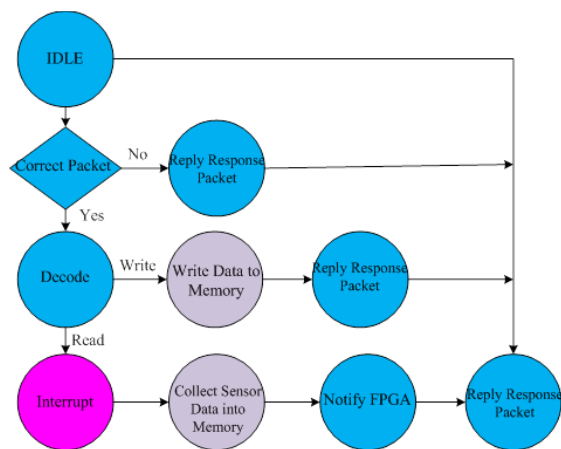 IDLE
Correct Packet
No
Reply Response
Packet
Yes
Decode
Write
Write Data to
Memory
Reply Response
Packet
Read
Interrupt
Collect Sensor
Data into
Memory
Notify FPGA
Reply Response
Packet